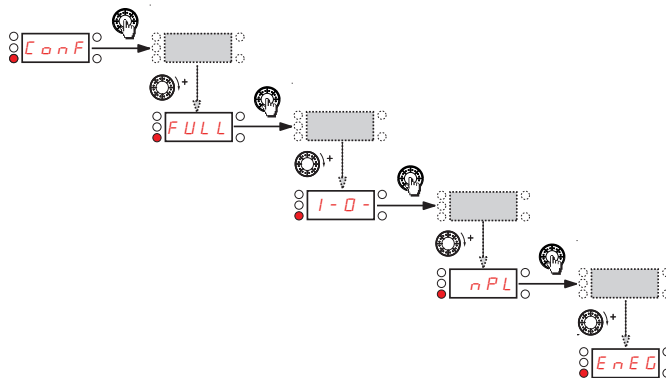 ConF
+
FULL
+
I-O-
+
nPL
+
EnEG